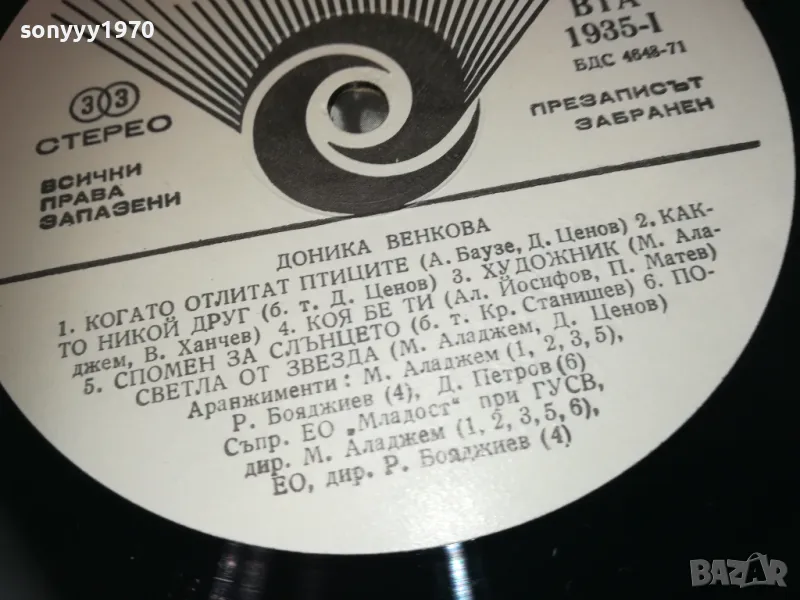 sonyyy1970
ВТА
1935-I
БДС 4648-71
33
СТЕРЕО
ПРЕЗАПИСЪТ
ЗАБРАНЕН
ВСИЧКИ
ПРАВА
ЗАПАЗЕНИ
ДОНИКА ВЕНКОВА
1. КОГАТО ОТЛИТАТ ПТИЦИТЕ (А. Баузе, Д. Ценов) 2. КАК-
ТО НИКОЙ ДРУГ (б. т. Д. Ценов) 3. ХУДОЖНИК (М. Ала-
джем, В. Ханчев) 4. КОЯ БЕ ТИ (Ал. Йосифов, П. Матев)
5. СПОМЕН ЗА СЛЪНЦЕТО (б. т. Кр. Станишев) 6. ПО-
СВЕТЛА ОТ ЗВЕЗДА (М. Аладжем, Д. Ценов)
Аранжименти: М. Аладжем (1, 2, 3, 5),
Р. Бояджиев (4), Д. Петров (6)
Съпр. ЕО „Младост" при ГУСВ,
дир. М. Аладжем (1, 2, 3, 5, 6),
ЕО, дир. Р. Бояджиев (4)
BAZAR